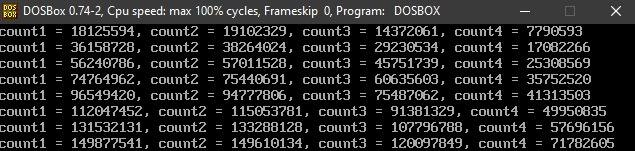 DOSBox 0.74-2, Cpu speed: max 100% cycles, Frameskip 0, Program: DOSBOX
count1 = 18125594, count2 = 19102329, count3 = 14372061, count4 = 7790593
count1 = 36158728, count2 = 38264024, count3 = 29230534, count4 = 17082266
count1 = 56240786, count2 = 57011528, count3 = 45751739, count4 = 25308569
count1 = 74764962, count2 = 75440691, count3 = 60635603, count4 = 35752520
count1 = 96549420, count2 = 94777806, count3 = 75487062, count4 = 41313503
count1 = 112047452, count2 = 115053781, count3 = 91381329, count4 = 49950835
count1 = 131532131, count2 = 133288128, count3 = 107796788, count4 = 57696156
count1 = 149877541, count2 = 149610134, count3 = 120097849, count4 = 71782605